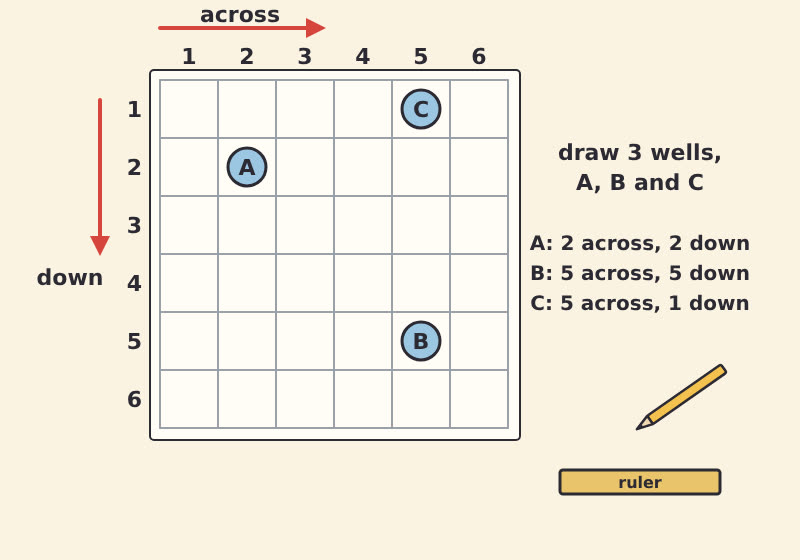 across
1 2 3 4 5 6
1 C
2 A
3
down 4
5 B
6
draw 3 wells,
A, B and C
A: 2 across, 2 down
B: 5 across, 5 down
C: 5 across, 1 down
ruler